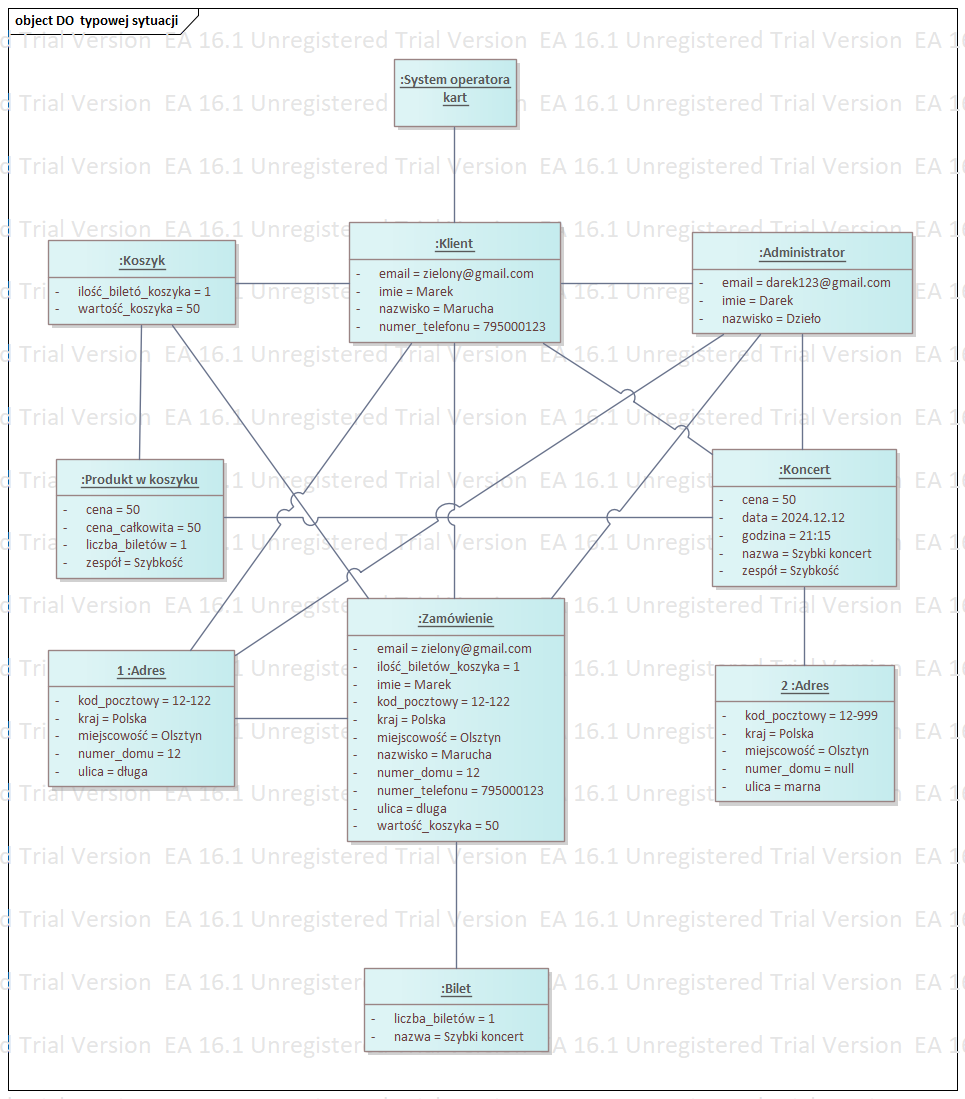 object DO typowej sytuacji
EA 16.1 Unregistered Trial Version
:System operatora
kart
:Koszyk
- ilość_biletó_koszyka = 1
- wartość_koszyka = 50
:Klient
- email = zielony@gmail.com
- imie = Marek
- nazwisko = Marucha
- numer_telefonu = 795000123
:Administrator
- email = darek123@gmail.com
- imie = Darek
- nazwisko = Dzieło
:Produkt w koszyku
- cena = 50
- cena_całkowita = 50
- liczba_biletów = 1
- zespół = Szybkość
:Koncert
- cena = 50
- data = 2024.12.12
- godzina = 21:15
- nazwa = Szybki koncert
- zespół = Szybkość
1 :Adres
- kod_pocztowy = 12-122
- kraj = Polska
- miejscowość = Olsztyn
- numer_domu = 12
- ulica = długa
:Zamówienie
- email = zielony@gmail.com
- ilość_biletów_koszyka = 1
- imie = Marek
- kod_pocztowy = 12-122
- kraj = Polska
- miejscowość = Olsztyn
- nazwisko = Marucha
- numer_domu = 12
- numer_telefonu = 795000123
- ulica = dluga
- wartość_koszyka = 50
2 :Adres
- kod_pocztowy = 12-999
- kraj = Polska
- miejscowość = Olsztyn
- numer_domu = null
- ulica = marna
:Bilet
- liczba_biletów = 1
- nazwa = Szybki koncert